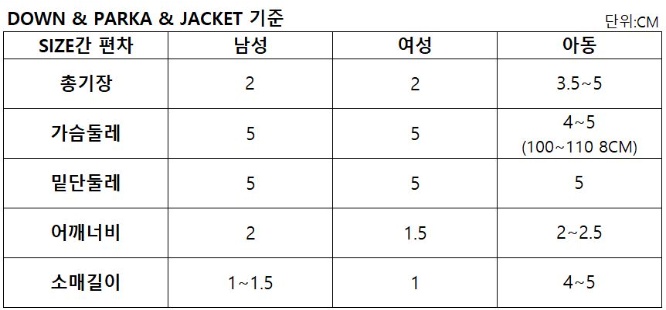 DOWN & PARKA & JACKET 기준
단위:CM
SIZE간 편차 남성 여성 아동
총기장 2 2 3.5~5
가슴둘레 5 5 4~5
(100~110 8CM)
밑단둘레 5 5 5
어깨너비 2 1.5 2~2.5
소매길이 1~1.5 1 4~5